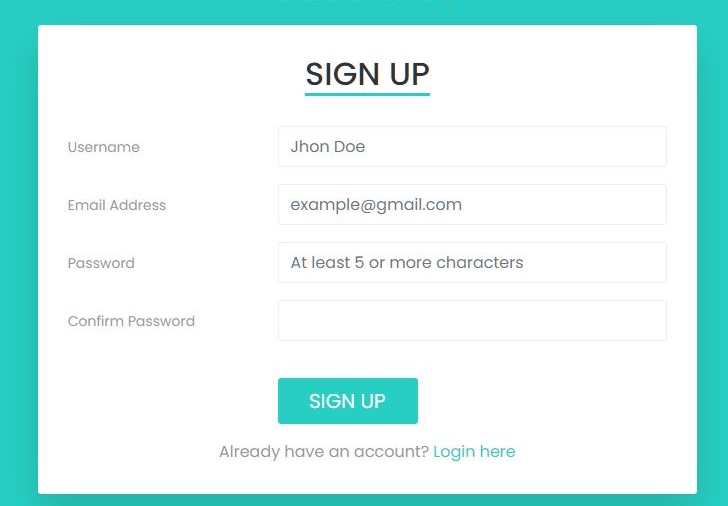 SIGN UP
Username
Jhon Doe
Email Address
example@gmail.com
Password
At least 5 or more characters
Confirm Password
SIGN UP
Already have an account? Login here